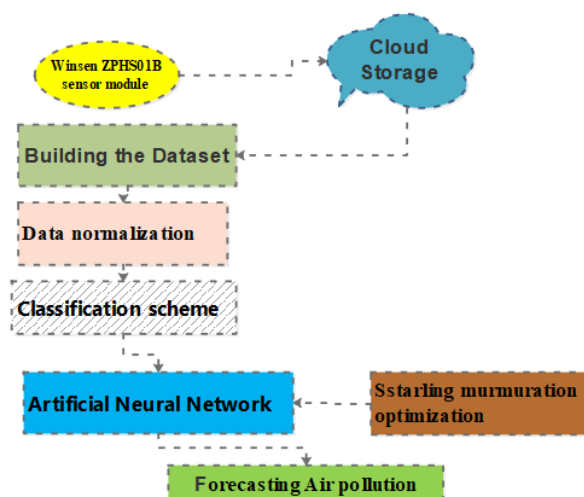 Winsen ZPHS01B
sensor module
Cloud
Storage
Building the Dataset
Data normalization
Classification scheme
Artificial Neural Network
Sstarling murmuration
optimization
Forecasting Air pollution